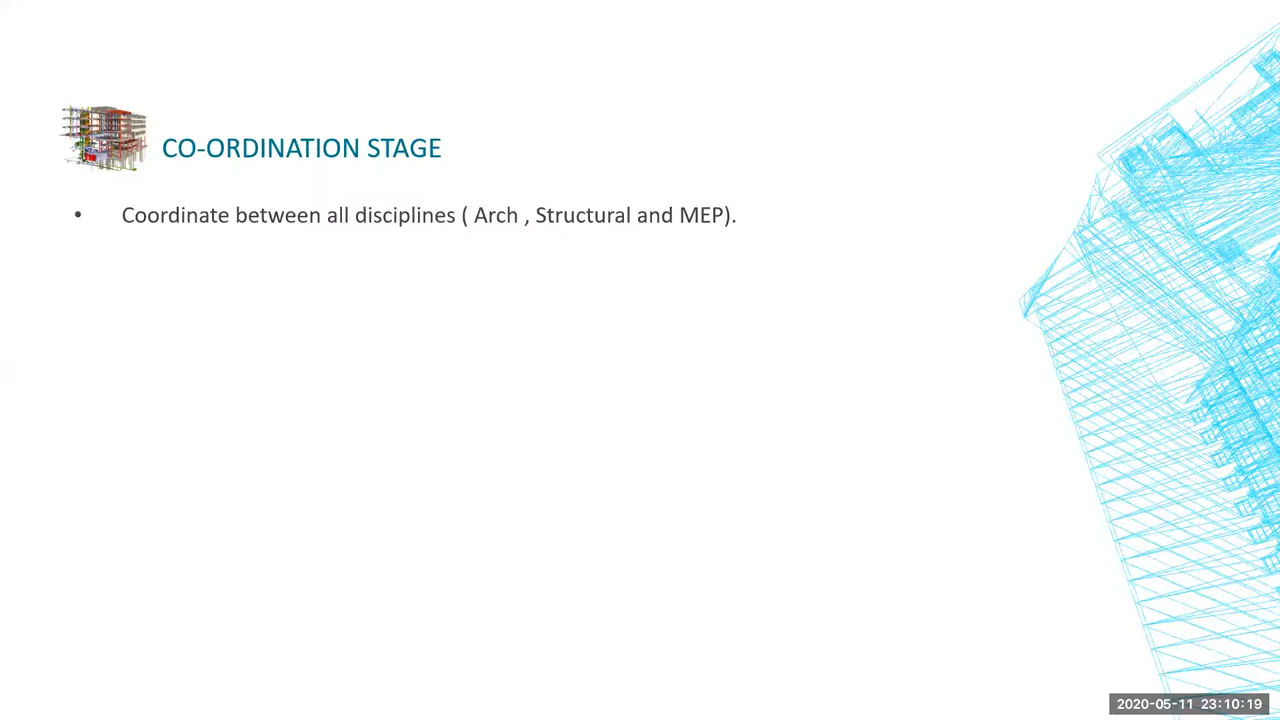 CO-ORDINATION STAGE
• Coordinate between all disciplines ( Arch , Structural and MEP).
2020-05-11 23:10:19